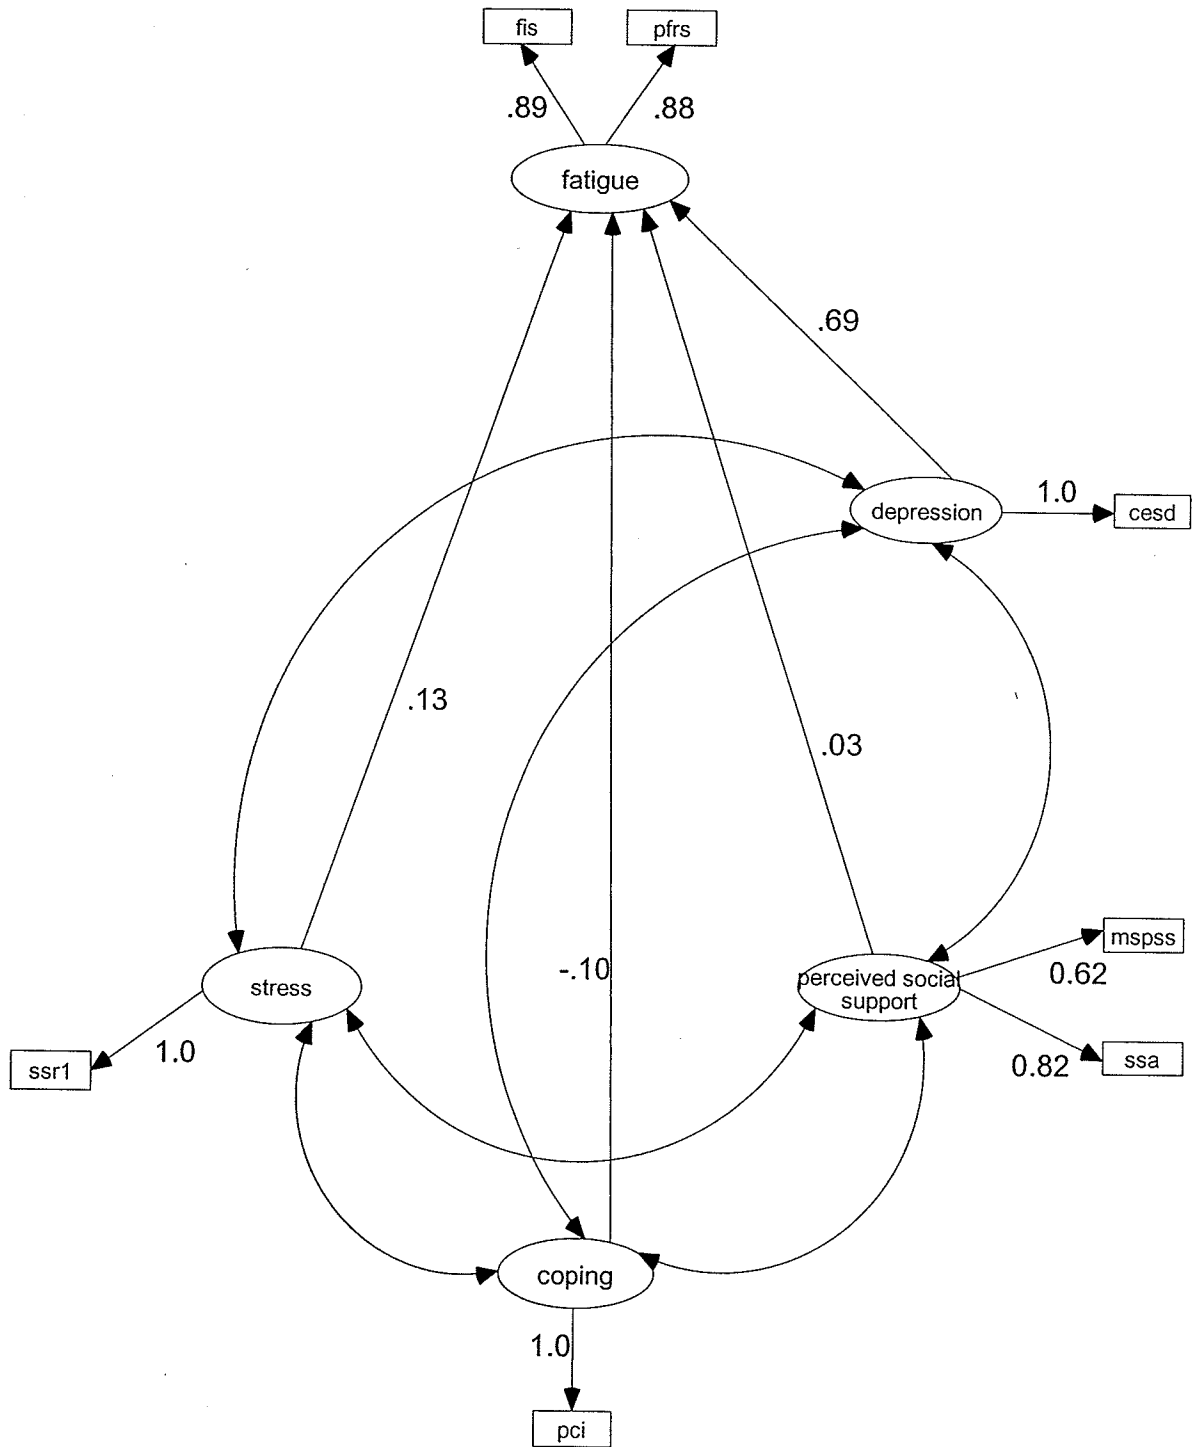 fis
pfrs
.89
.88
fatigue
.69
depression
1.0
cesd
.13
.03
-.10
stress
perceived social
support
mspss
0.62
ssr1
1.0
0.82
ssa
coping
1.0
pci